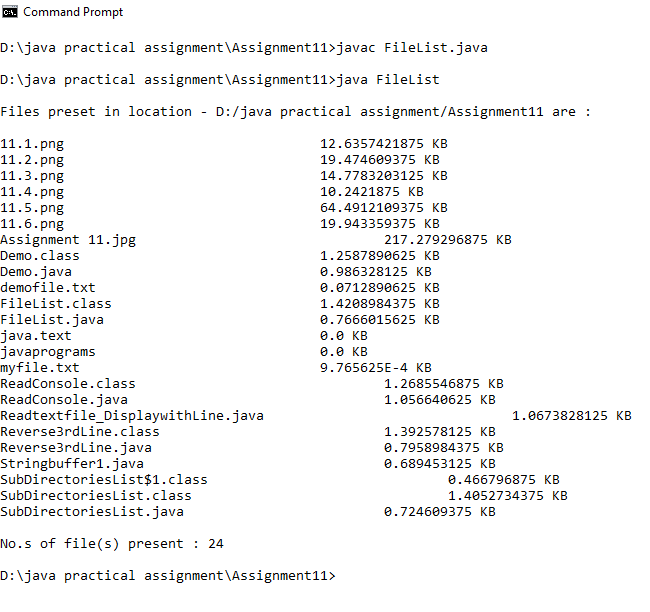 Command Prompt
D:\java practical assignment\Assignment11>javac FileList.java
D:\java practical assignment\Assignment11>java FileList
Files preset in location - D:/java practical assignment/Assignment11 are :
11.1.png 12.6357421875 KB
11.2.png 19.474609375 KB
11.3.png 14.7783203125 KB
11.4.png 10.2421875 KB
11.5.png 64.4912109375 KB
11.6.png 19.943359375 KB
Assignment 11.jpg 217.279296875 KB
Demo.class 1.2587890625 KB
Demo.java 0.986328125 KB
demofile.txt 0.0712890625 KB
FileList.class 1.4208984375 KB
FileList.java 0.7666015625 KB
java.text 0.0 KB
javaprograms 0.0 KB
myfile.txt 9.765625E-4 KB
ReadConsole.class 1.2685546875 KB
ReadConsole.java 1.056640625 KB
Readtextfile_DisplaywithLine.java 1.0673828125 KB
Reverse3rdLine.class 1.392578125 KB
Reverse3rdLine.java 0.7958984375 KB
Stringbuffer1.java 0.689453125 KB
SubDirectoriesList$1.class 0.466796875 KB
SubDirectoriesList.class 1.4052734375 KB
SubDirectoriesList.java 0.724609375 KB
No.s of file(s) present : 24
D:\java practical assignment\Assignment11>